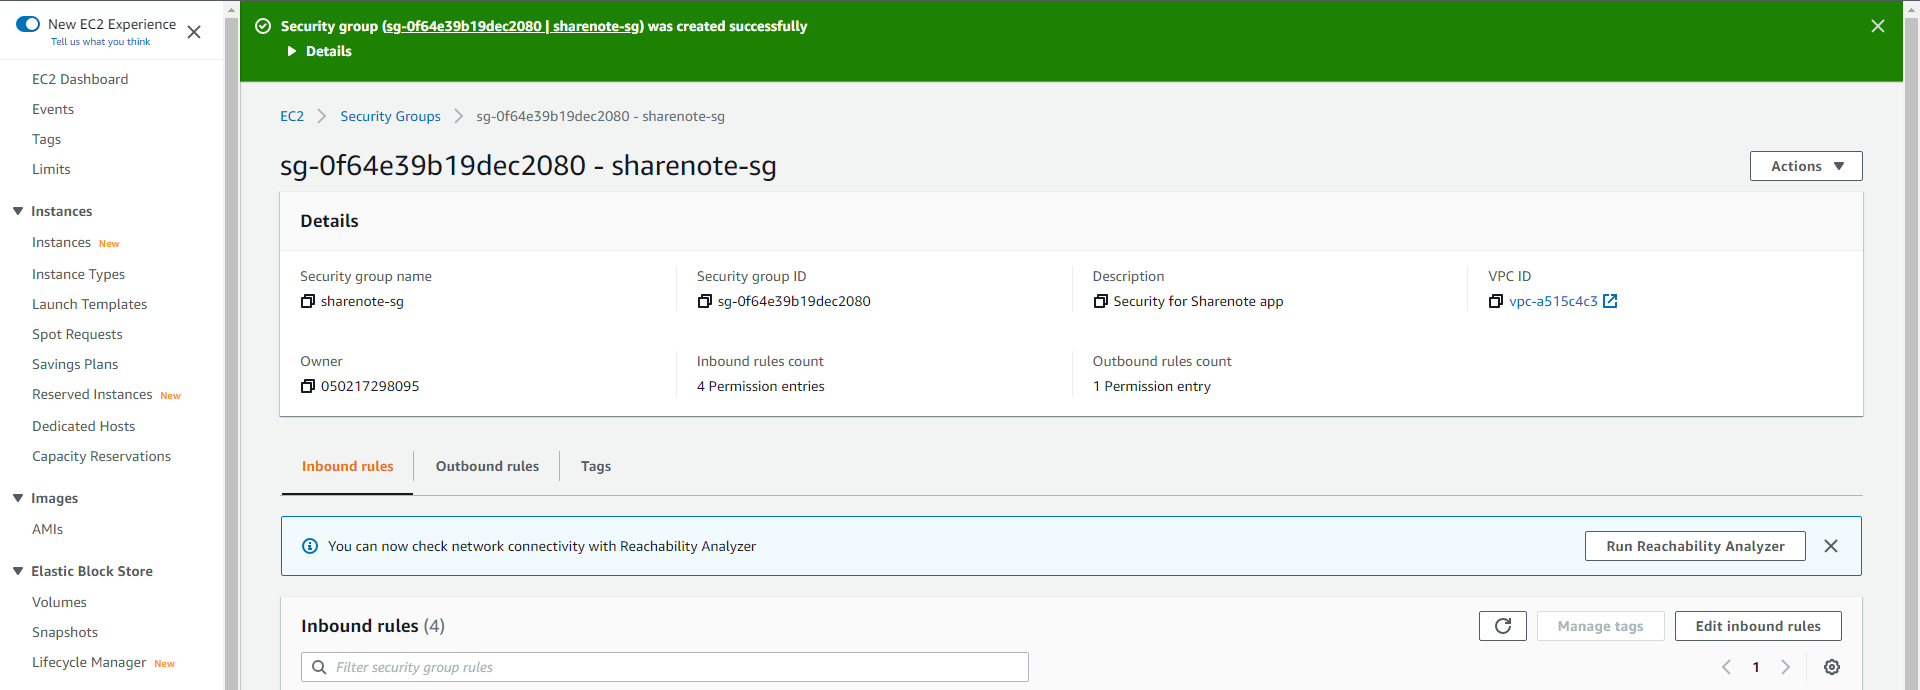 New EC2 Experience
Tell us what you think
EC2 Dashboard
Events
Tags
Limits
Instances
Instances New
Instance Types
Launch Templates
Spot Requests
Savings Plans
Reserved Instances New
Dedicated Hosts
Capacity Reservations
Images
AMIs
Elastic Block Store
Volumes
Snapshots
Lifecycle Manager New
Security group (sg-0f64e39b19dec2080 | sharenote-sg) was created successfully
Details
EC2 Security Groups sg-0f64e39b19dec2080 - sharenote-sg
sg-0f64e39b19dec2080 - sharenote-sg
Actions
Details
Security group name
sharenote-sg
Security group ID
sg-0f64e39b19dec2080
Description
Security for Sharenote app
VPC ID
vpc-a515c4c3
Owner
050217298095
Inbound rules count
4 Permission entries
Outbound rules count
1 Permission entry
Inbound rules Outbound rules Tags
You can now check network connectivity with Reachability Analyzer
Run Reachability Analyzer
Inbound rules (4)
Manage tags
Edit inbound rules
Filter security group rules
1